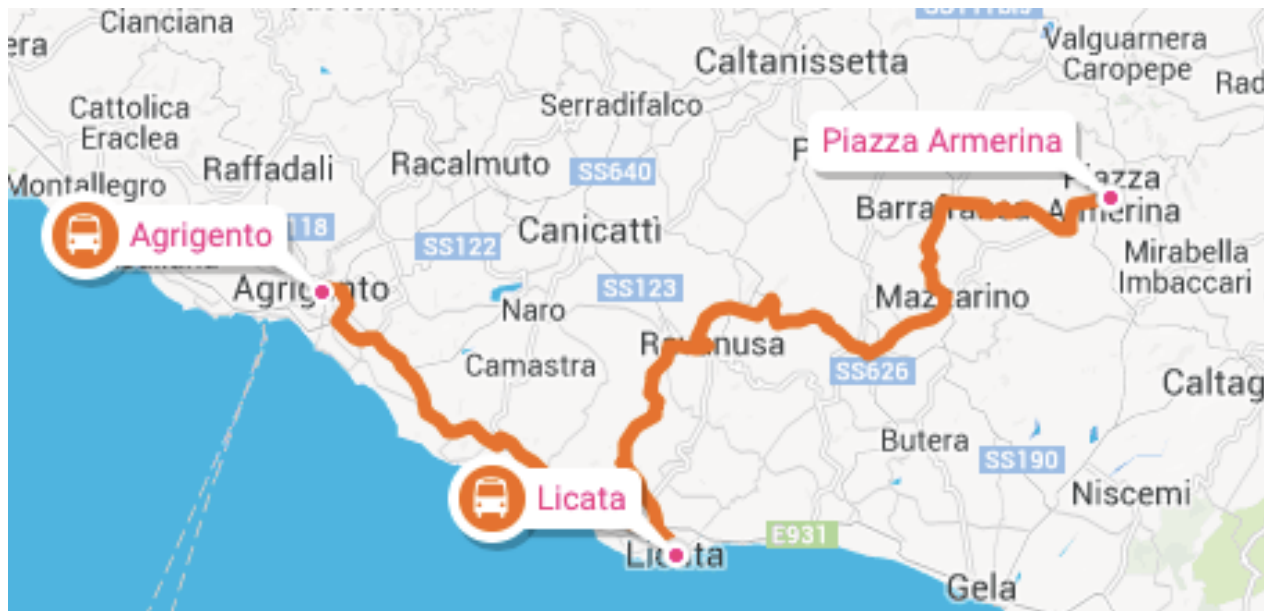 Cianciana
Valguarnera
Caropepe
Caltanissetta
Cattolica
Eraclea
Serradifalco
Raffadali
Racalmuto
SS640
Piazza Armerina
Montallegro
Piazza
Armerina
Agrigento
SS122
Canicattì
Mirabella
Imbaccari
Agrigento
SS123
Naro
Mazzarino
Camastra
Ravanusa
SS626
Butera
SS190
Niscemi
Licata
E931
Licata
Gela